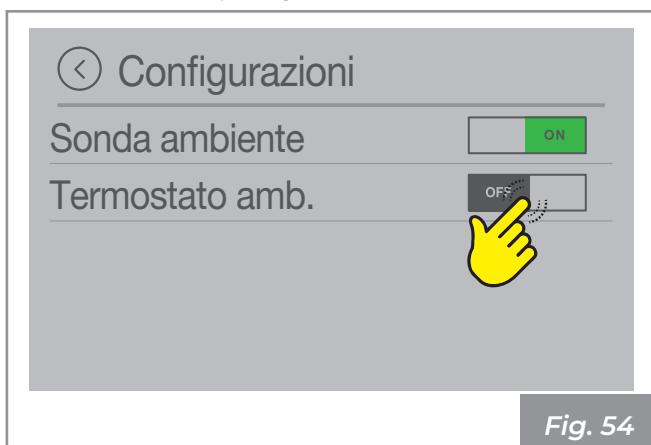 Configurazioni
Sonda ambiente
ON
Termostato amb.
OFF
Fig. 54